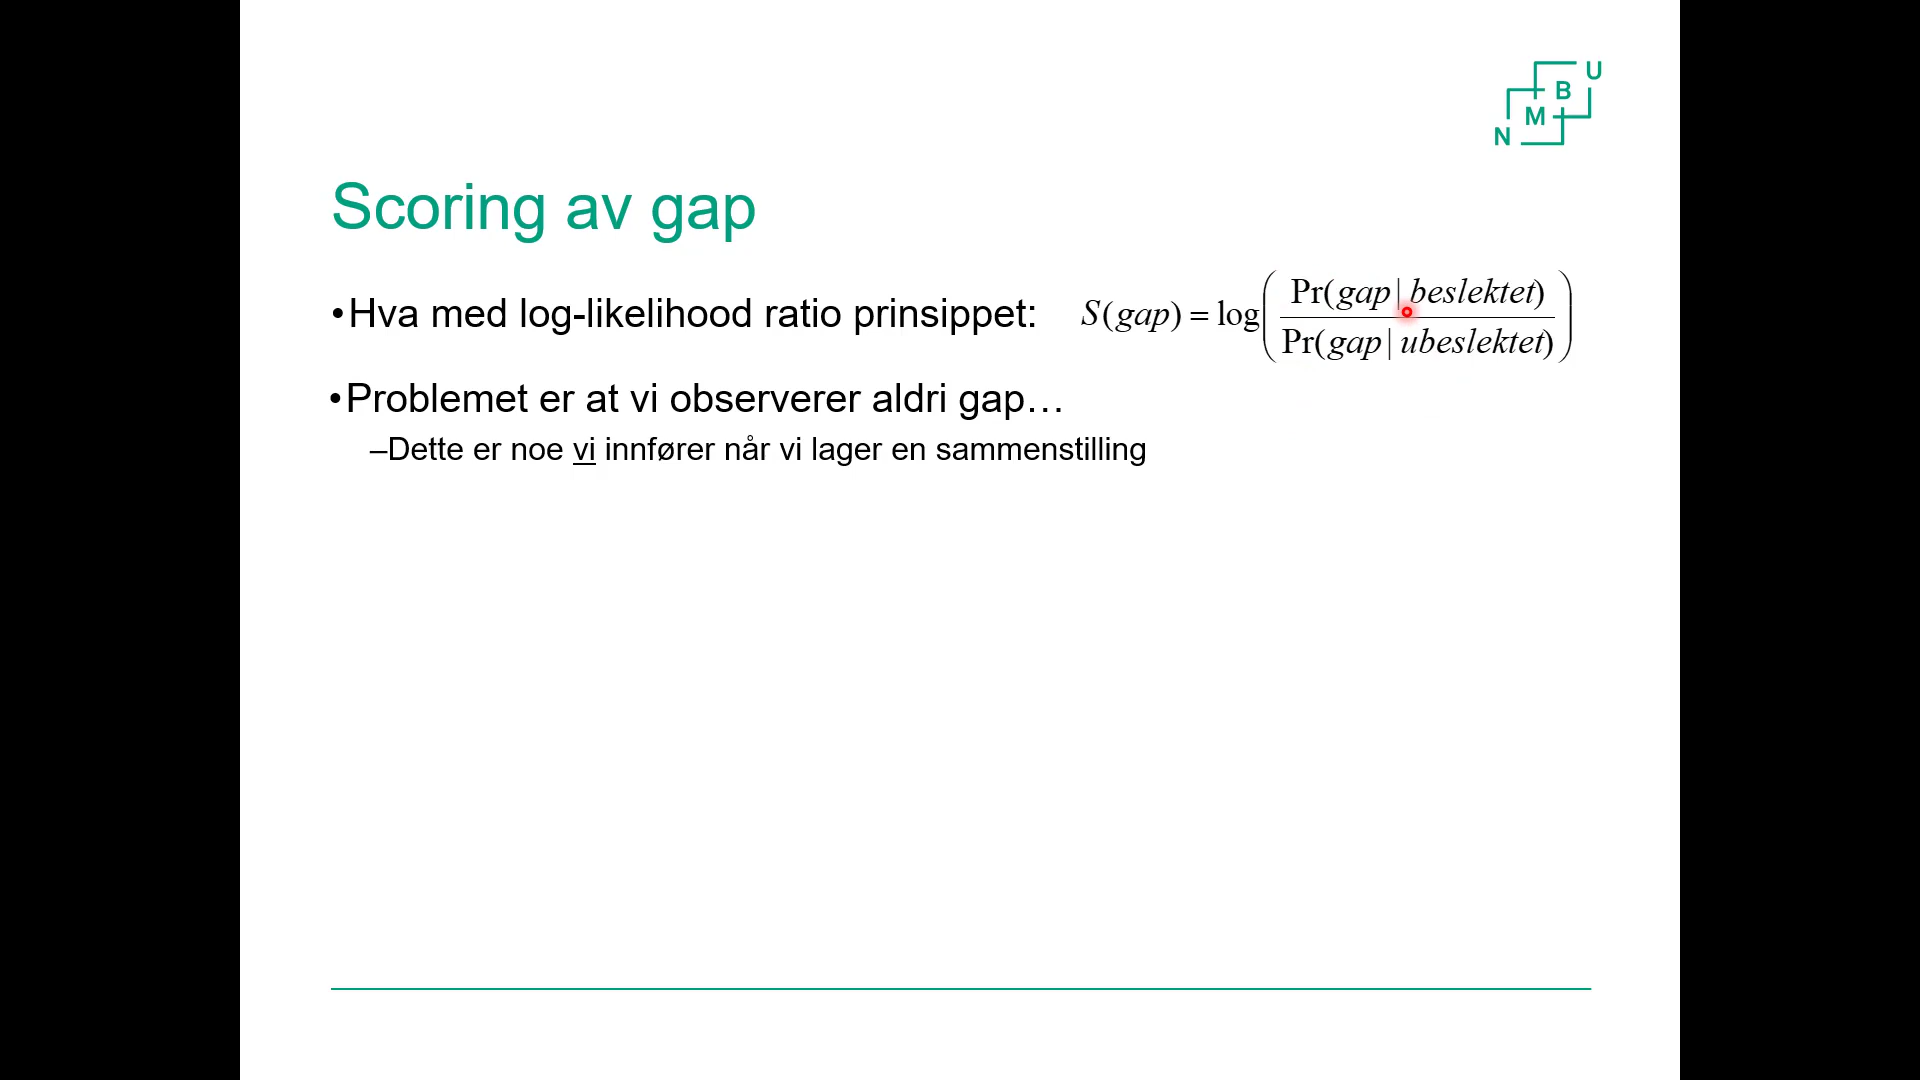 N M B U
Scoring av gap
•Hva med log-likelihood ratio prinsippet: S(gap) = log(Pr(gap | beslektet) / Pr(gap | ubeslektet))
•Problemet er at vi observerer aldri gap…
–Dette er noe vi innfører når vi lager en sammenstilling